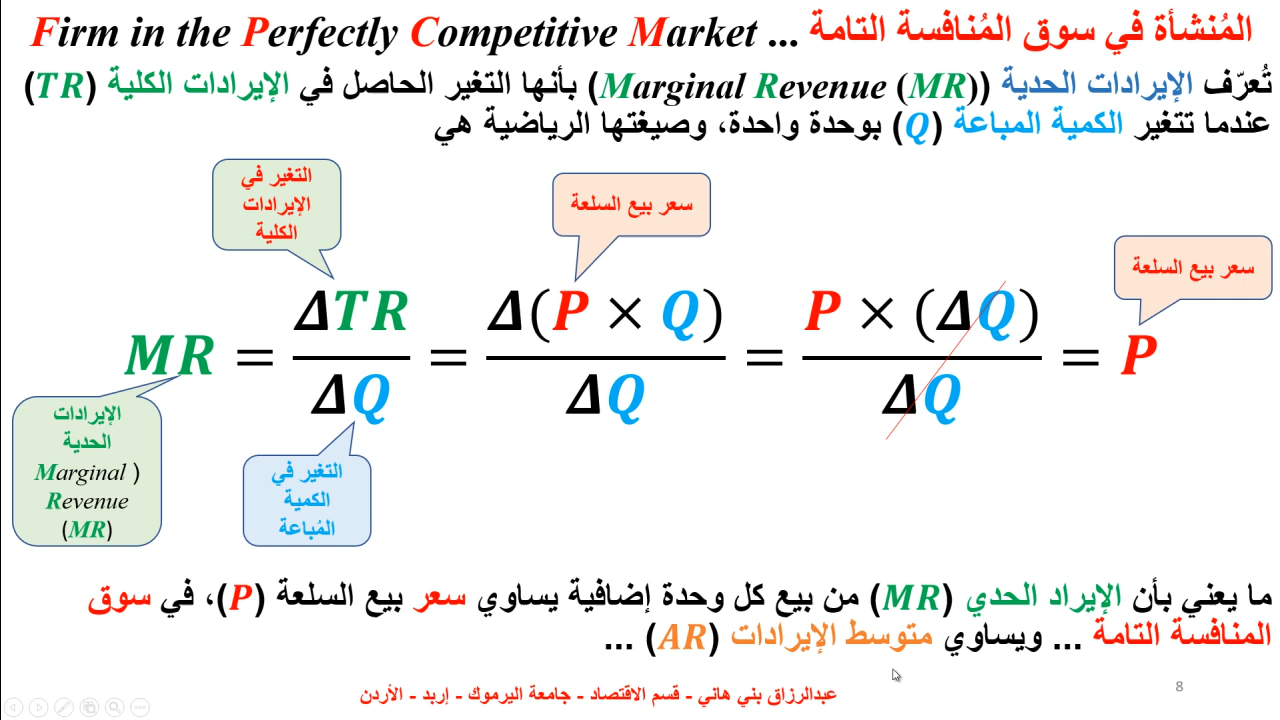 Firm in the Perfectly Competitive Market ... المُنشأة في سوق المُنافسة التامة
تُعرّف الإيرادات الحدية (Marginal Revenue (MR)) بأنها التغير الحاصل في الإيرادات الكلية (TR)
عندما تتغير الكمية المباعة (Q) بوحدة واحدة، وصيغتها الرياضية هي
التغير في
الإيرادات
الكلية
سعر بيع السلعة
سعر بيع السلعة
MR = ΔTR / ΔQ = Δ(P × Q) / ΔQ = P × (ΔQ) / ΔQ = P
الإيرادات
الحدية
Marginal )
Revenue
(MR)
التغير في
الكمية
المُباعة
ما يعني بأن الإيراد الحدي (MR) من بيع كل وحدة إضافية يساوي سعر بيع السلعة (P)، في سوق
المنافسة التامة ... ويساوي متوسط الإيرادات (AR) ...
عبدالرزاق بني هاني - قسم الاقتصاد - جامعة اليرموك - إربد - الأردن
8